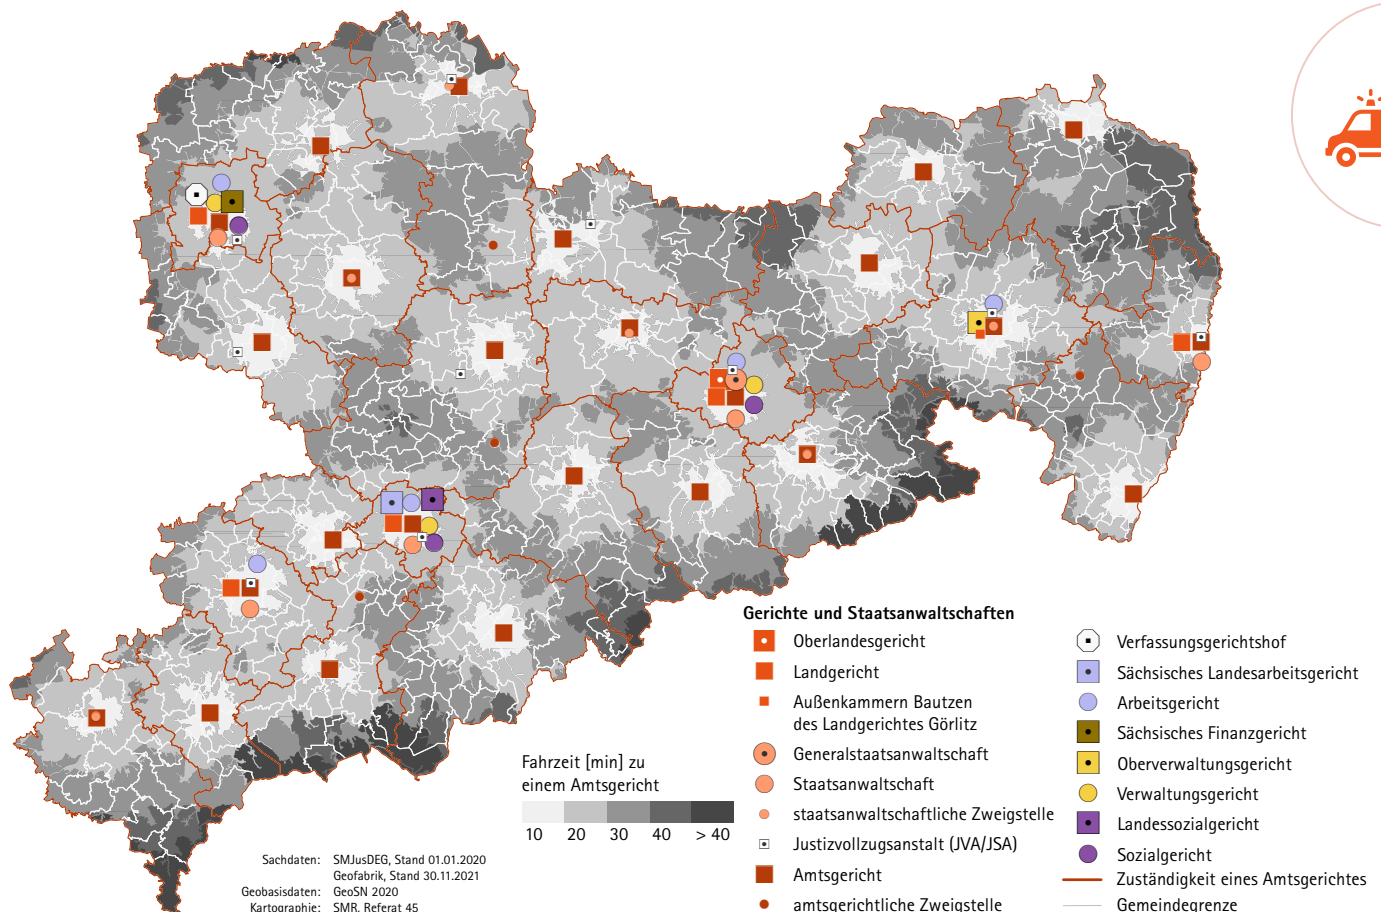 Gerichte und Staatsanwaltschaften
Oberlandesgericht
Landgericht
Außenkammern Bautzen
des Landgerichtes Görlitz
Generalstaatsanwaltschaft
Staatsanwaltschaft
staatsanwaltschaftliche Zweigstelle
Justizvollzugsanstalt (JVA/JSA)
Amtsgericht
amtsgerichtliche Zweigstelle
Verfassungsgerichtshof
Sächsisches Landesarbeitsgericht
Arbeitsgericht
Sächsisches Finanzgericht
Oberverwaltungsgericht
Verwaltungsgericht
Landessozialgericht
Sozialgericht
Zuständigkeit eines Amtsgerichtes
Gemeindegrenze
Fahrzeit [min] zu
einem Amtsgericht
10 20 30 40 > 40
Sachdaten: SMJusDEG, Stand 01.01.2020
Geofabrik, Stand 30.11.2021
Geobasisdaten: GeoSN 2020
Kartographie: SMR, Referat 45